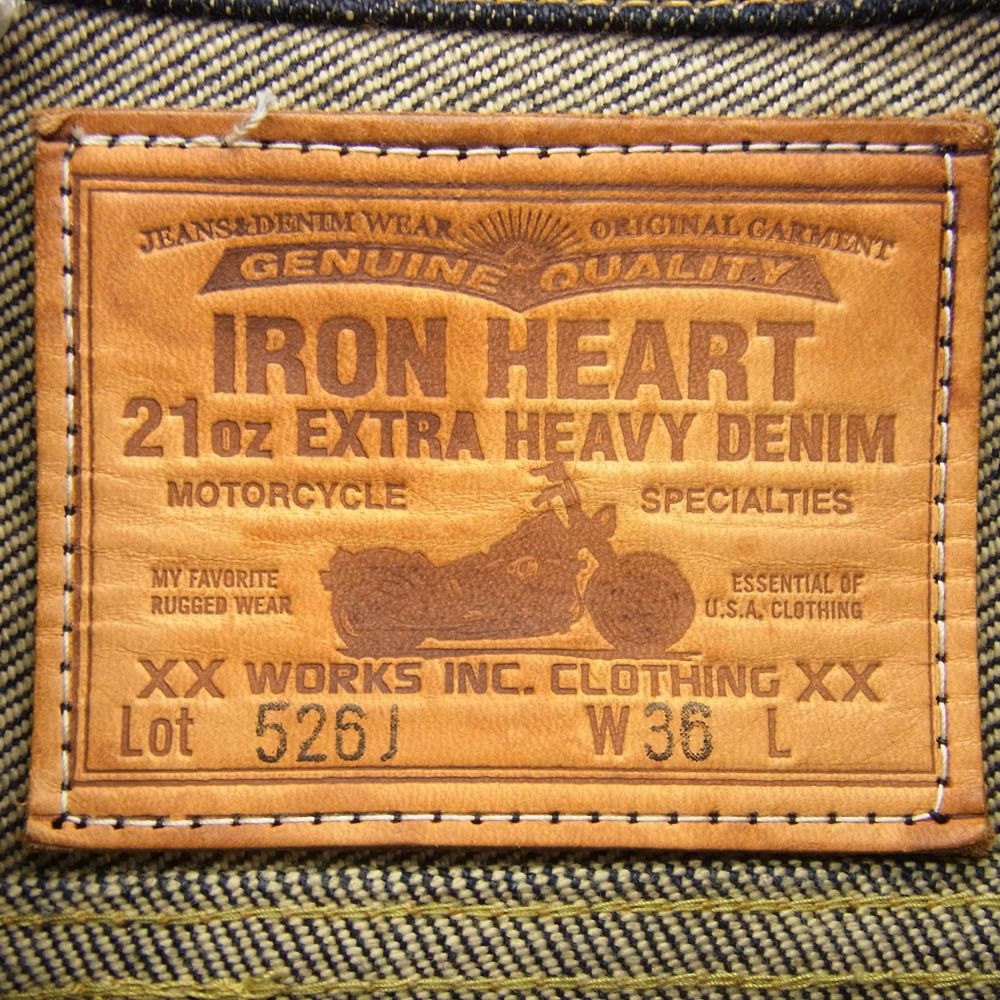 JEANS&DENIM WEAR ORIGINAL GARMENT
GENUINE QUALITY
IRON HEART
21oz EXTRA HEAVY DENIM
MOTORCYCLE SPECIALTIES
MY FAVORITE
RUGGED WEAR
ESSENTIAL OF
U.S.A. CLOTHING
XX WORKS INC. CLOTHING XX
Lot 526J W 36 L